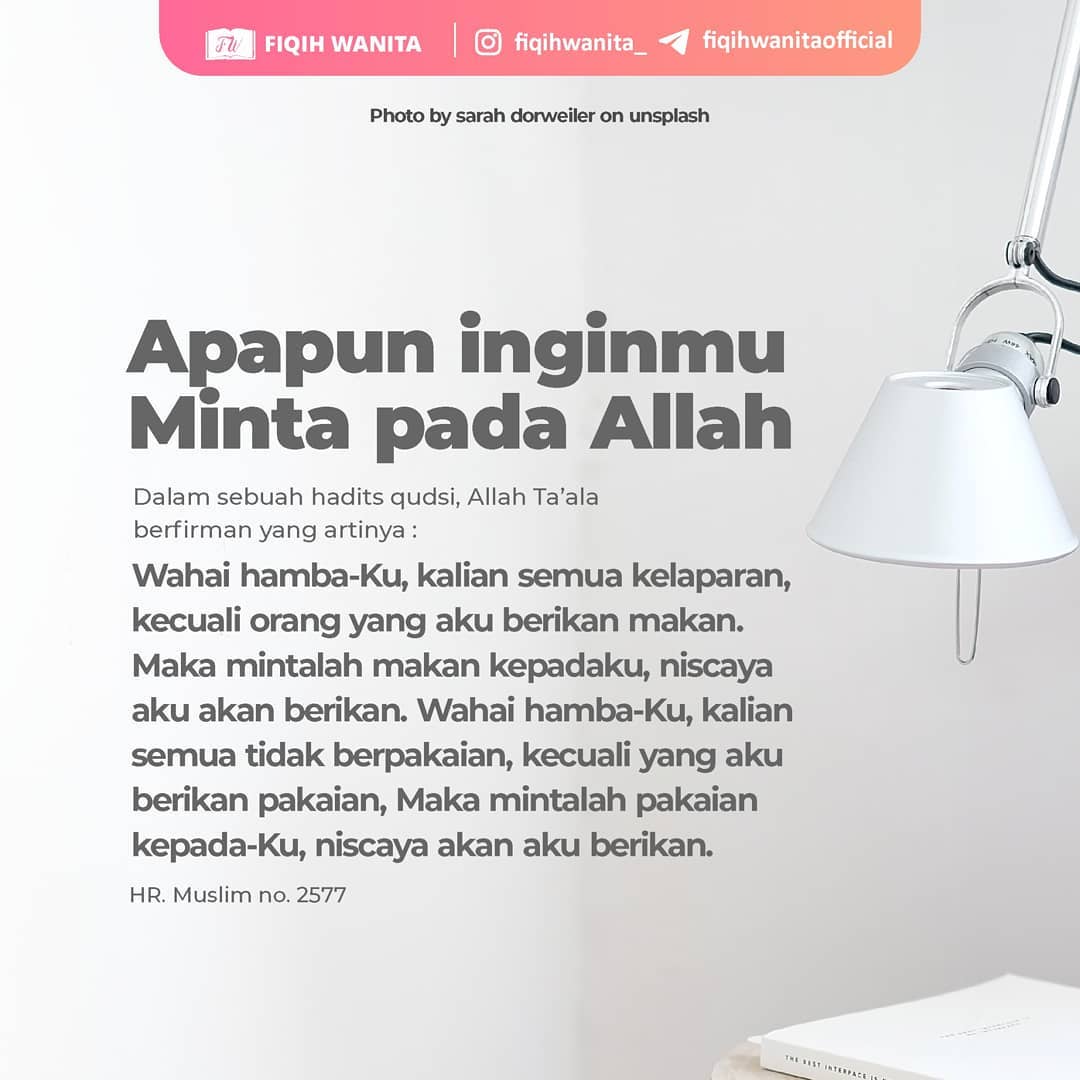 FW FIQIH WANITA fiqihwanita_ fiqihwanitaofficial
Photo by sarah dorweiler on unsplash
Apapun inginmu
Minta pada Allah
Dalam sebuah hadits qudsi, Allah Ta’ala
berfirman yang artinya :
Wahai hamba-Ku, kalian semua kelaparan,
kecuali orang yang aku berikan makan.
Maka mintalah makan kepadaku, niscaya
aku akan berikan. Wahai hamba-Ku, kalian
semua tidak berpakaian, kecuali yang aku
berikan pakaian, Maka mintalah pakaian
kepada-Ku, niscaya akan aku berikan.
HR. Muslim no. 2577
THE BEST INTERFACE IS